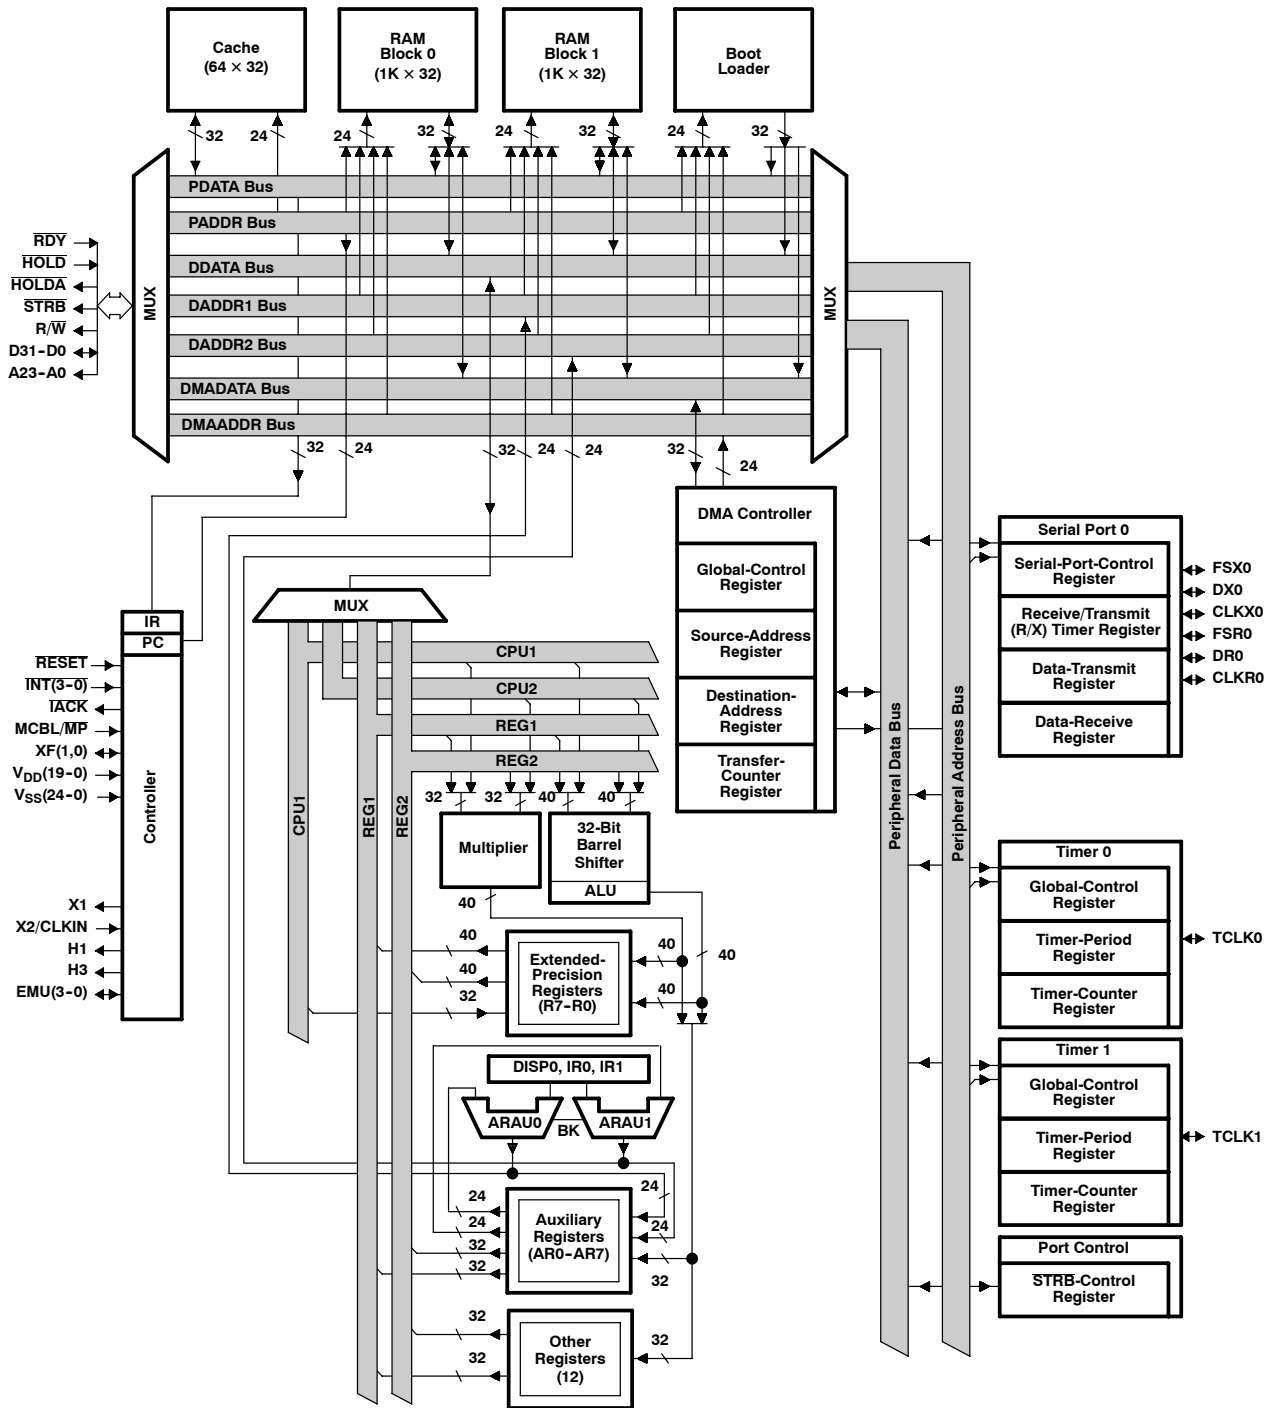 Cache
(64 × 32)
RAM
Block 0
(1K × 32)
RAM
Block 1
(1K × 32)
Boot
Loader
32
24
24
32
24
32
24
32
PDATA Bus
PADDR Bus
DDATA Bus
DADDR1 Bus
DADDR2 Bus
DMADATA Bus
DMAADDR Bus
MUX
MUX
RDY
HOLD
HOLDA
STRB
R/W
D31-D0
A23-A0
32
24
32
24
24
32
24
DMA Controller
Global-Control
Register
Source-Address
Register
Destination-
Address
Register
Transfer-
Counter
Register
Peripheral Data Bus
Peripheral Address Bus
Serial Port 0
Serial-Port-Control
Register
Receive/Transmit
(R/X) Timer Register
Data-Transmit
Register
Data-Receive
Register
FSX0
DX0
CLKX0
FSR0
DR0
CLKR0
Timer 0
Global-Control
Register
Timer-Period
Register
Timer-Counter
Register
TCLK0
Timer 1
Global-Control
Register
Timer-Period
Register
Timer-Counter
Register
TCLK1
Port Control
STRB-Control
Register
IR
PC
Controller
RESET
INT(3-0)
IACK
MCBL/MP
XF(1,0)
VDD(19-0)
VSS(24-0)
X1
X2/CLKIN
H1
H3
EMU(3-0)
MUX
CPU1
CPU2
REG1
REG2
CPU1
REG1
REG2
32
32
40
40
Multiplier
32-Bit
Barrel
Shifter
ALU
40
40
40
32
Extended-
Precision
Registers
(R7-R0)
40
40
40
DISP0, IR0, IR1
ARAU0
BK
ARAU1
24
24
32
32
Auxiliary
Registers
(AR0-AR7)
24
24
32
32
32
Other
Registers
(12)
32